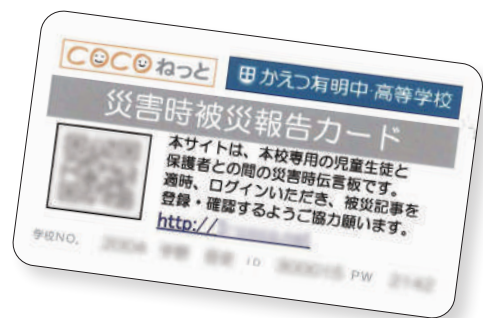 COCOねっと
かえつ有明中・高等学校
災害時被災報告カード
本サイトは、本校専用の児童生徒と
保護者との間の災害時伝言板です。
適時、ログインいただき、被災記事を
登録・確認するようご協力願います。
http://
学校NO. ID PW